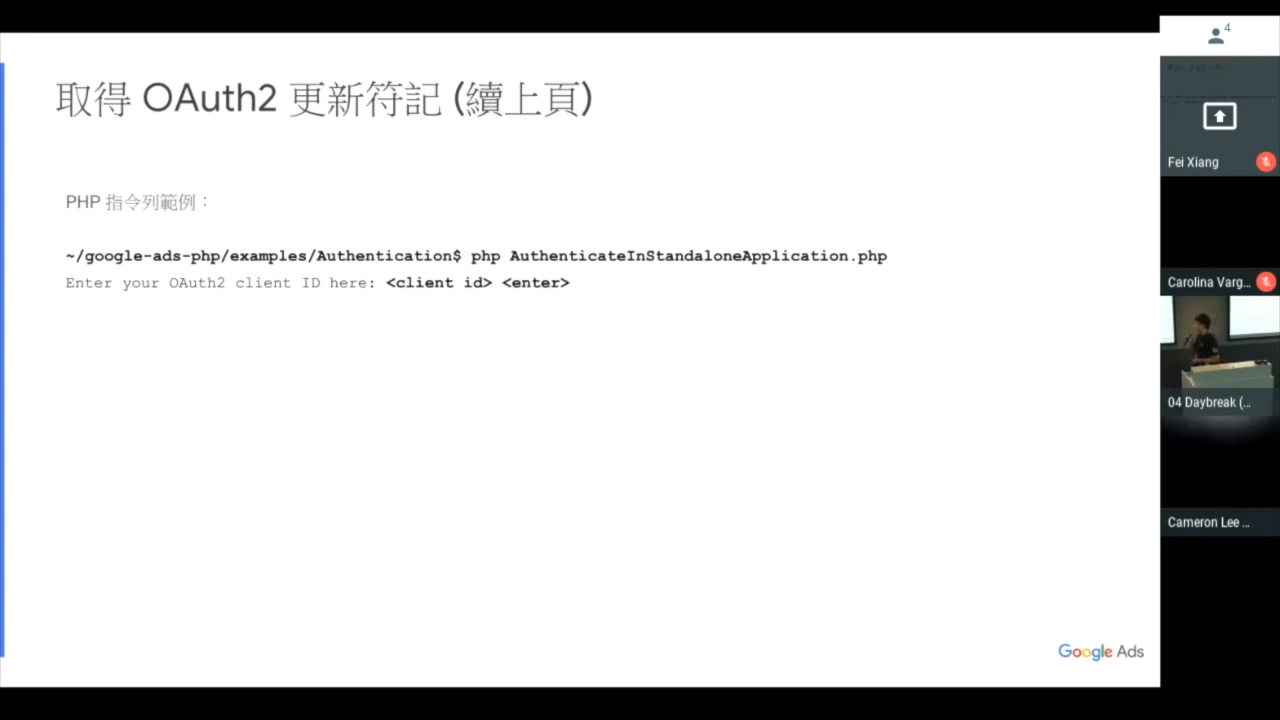 取得 OAuth2 更新符記 (續上頁)
PHP 指令列範例：
~/google-ads-php/examples/Authentication$ php AuthenticateInStandaloneApplication.php
Enter your OAuth2 client ID here: <client id> <enter>
Google Ads
4
Fei Xiang
Carolina Varg...
04 Daybreak (...
Cameron Lee ...